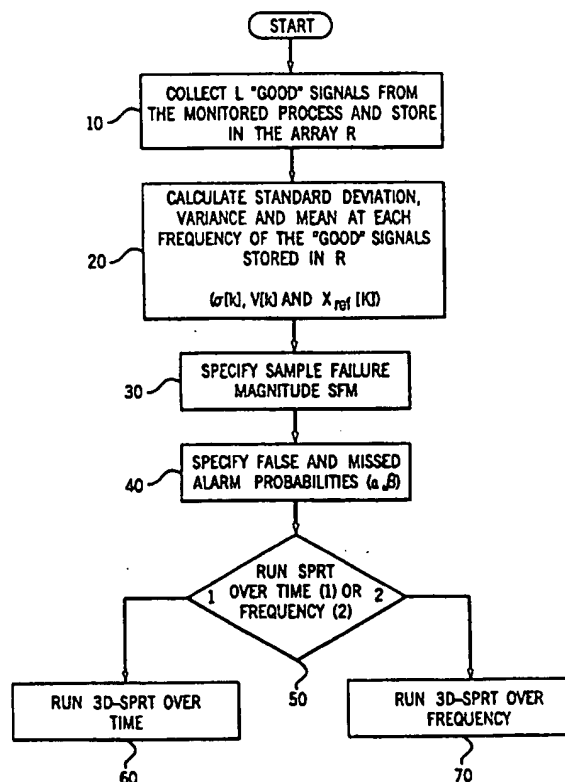 START
COLLECT L "GOOD" SIGNALS FROM
THE MONITORED PROCESS AND STORE
IN THE ARRAY R
10
CALCULATE STANDARD DEVIATION,
VARIANCE AND MEAN AT EACH
FREQUENCY OF THE "GOOD" SIGNALS
STORED IN R
(σ[k], V[k] AND X ref [K])
20
SPECIFY SAMPLE FAILURE
MAGNITUDE SFM
30
SPECIFY FALSE AND MISSED
ALARM PROBABILITIES (α,β)
40
RUN SPRT
1 OVER TIME (1) OR 2
FREQUENCY (2)
50
RUN 3D-SPRT OVER
TIME
60
RUN 3D-SPRT OVER
FREQUENCY
70